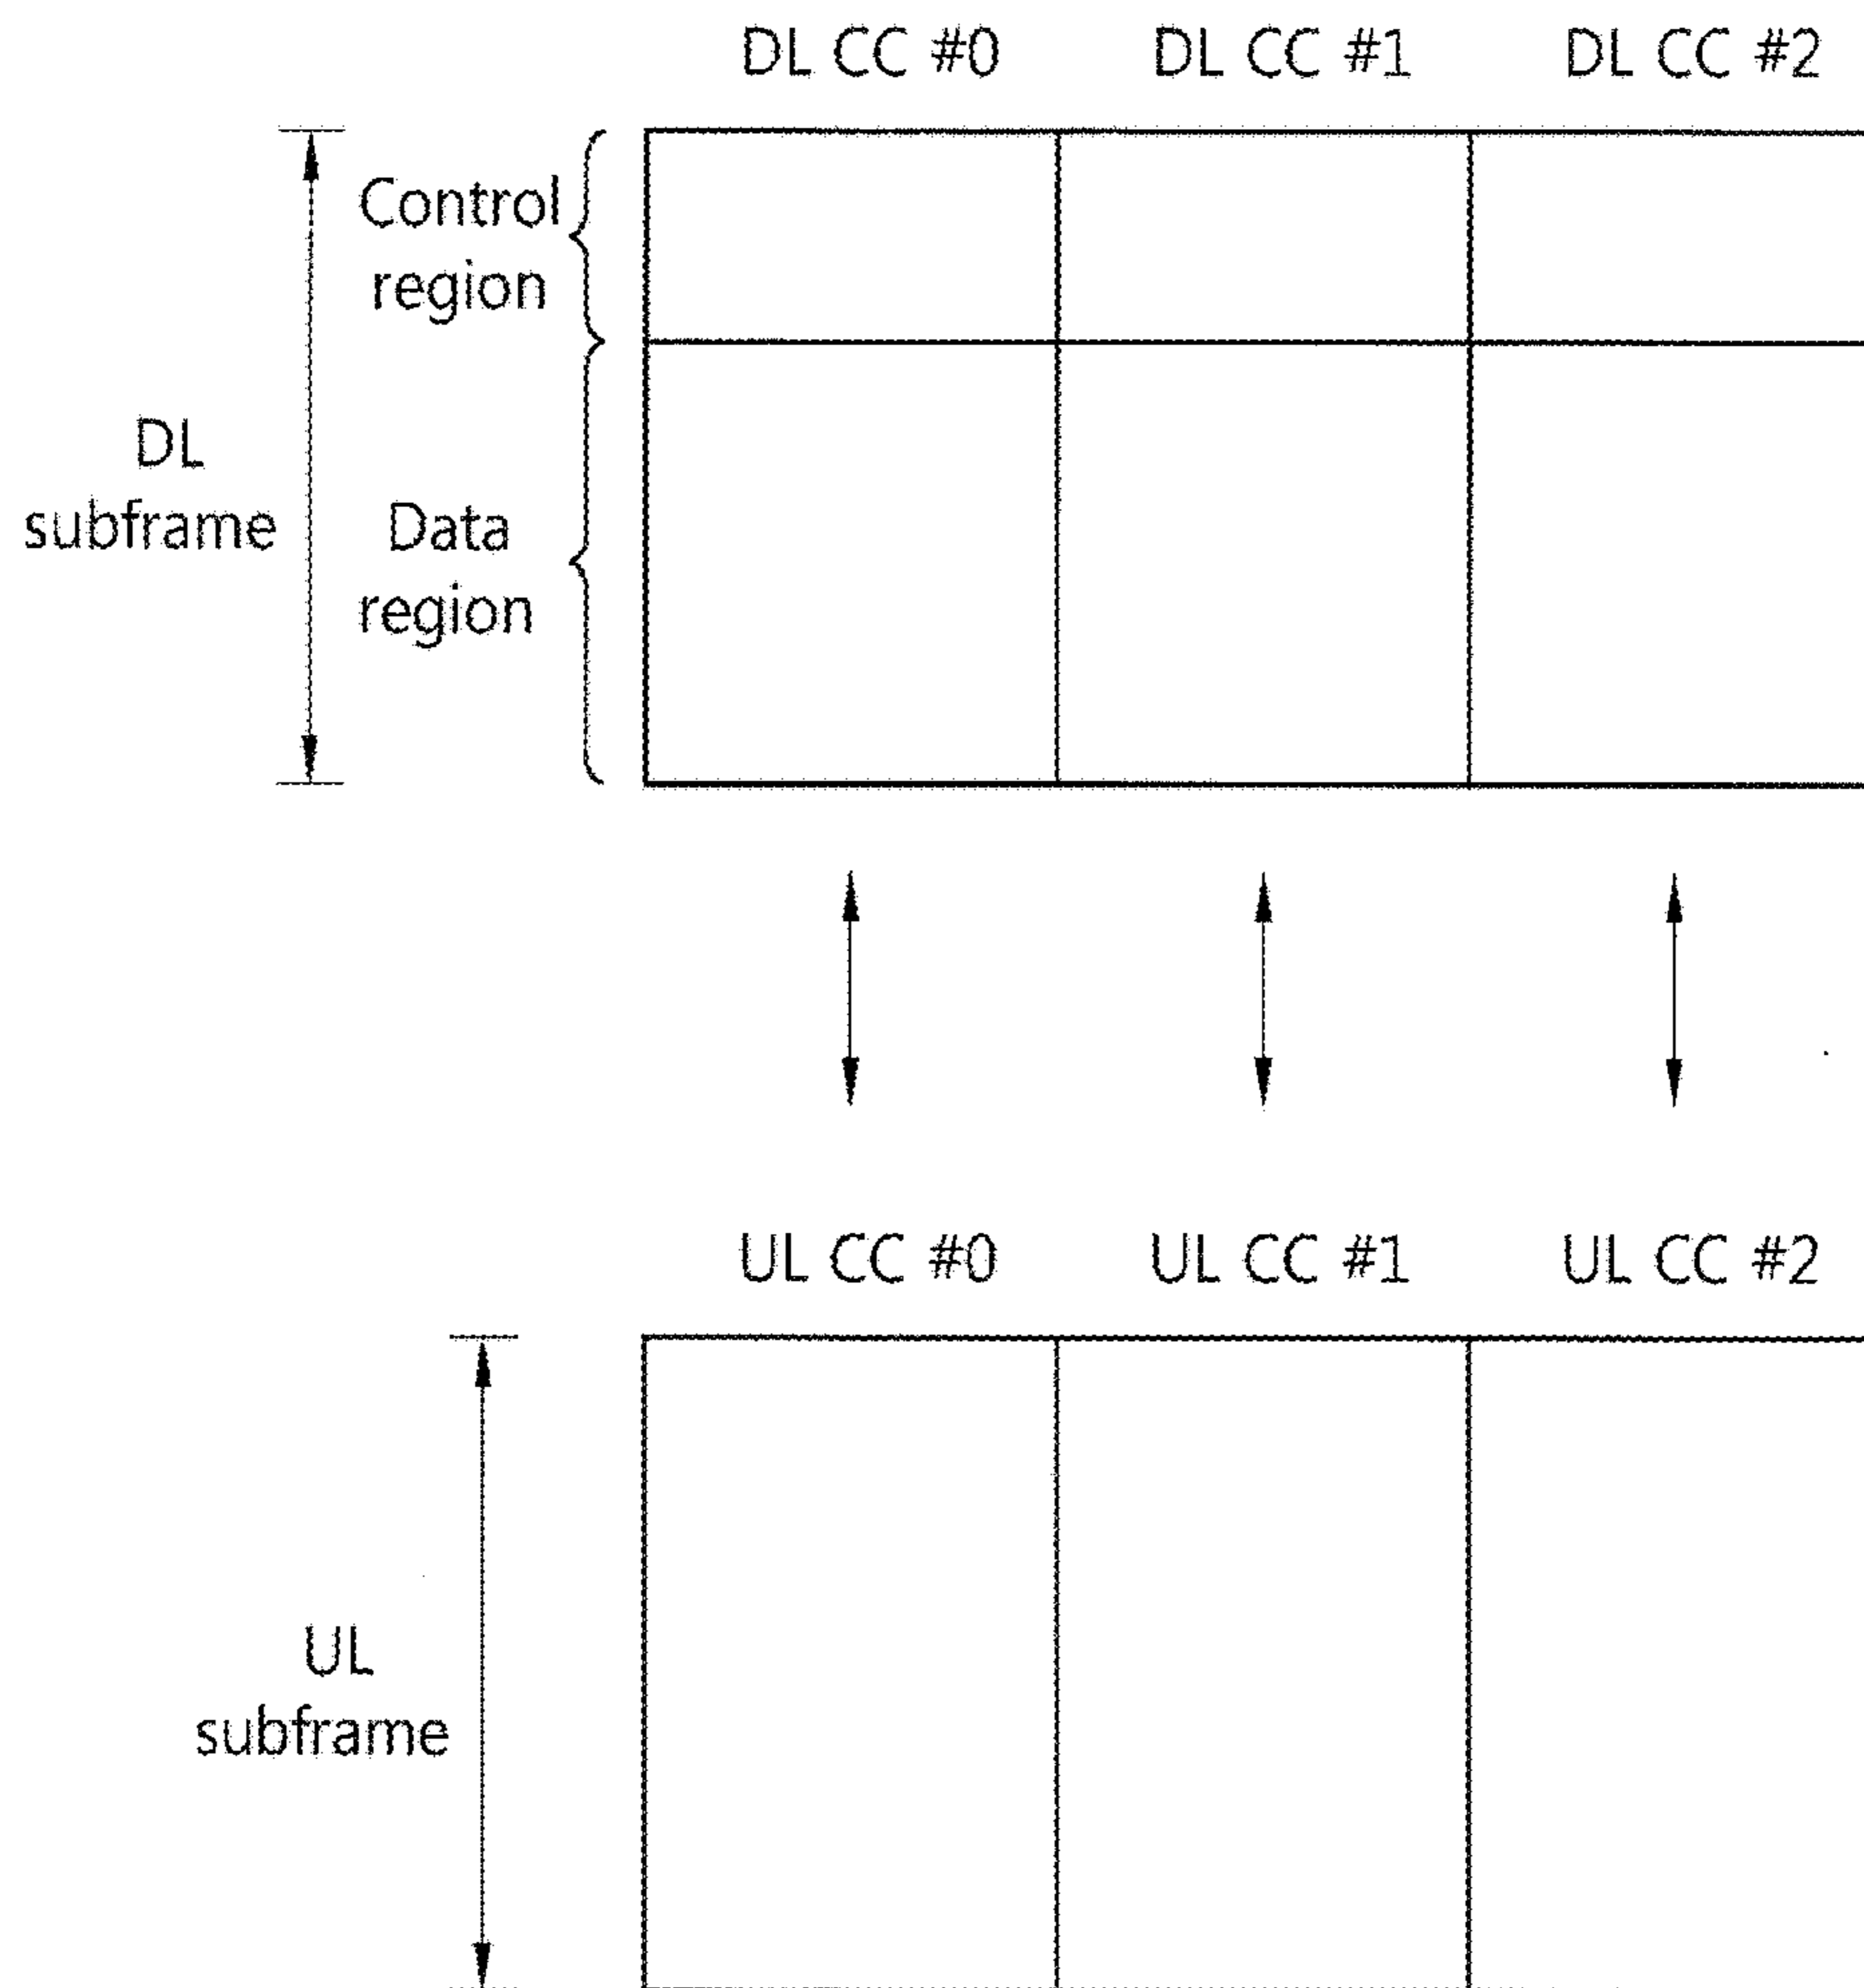 DL CC #0 DL CC #1 DL CC #2
Control
region
DL
subframe
Data
region
UL CC #0 UL CC #1 UL CC #2
UL
subframe